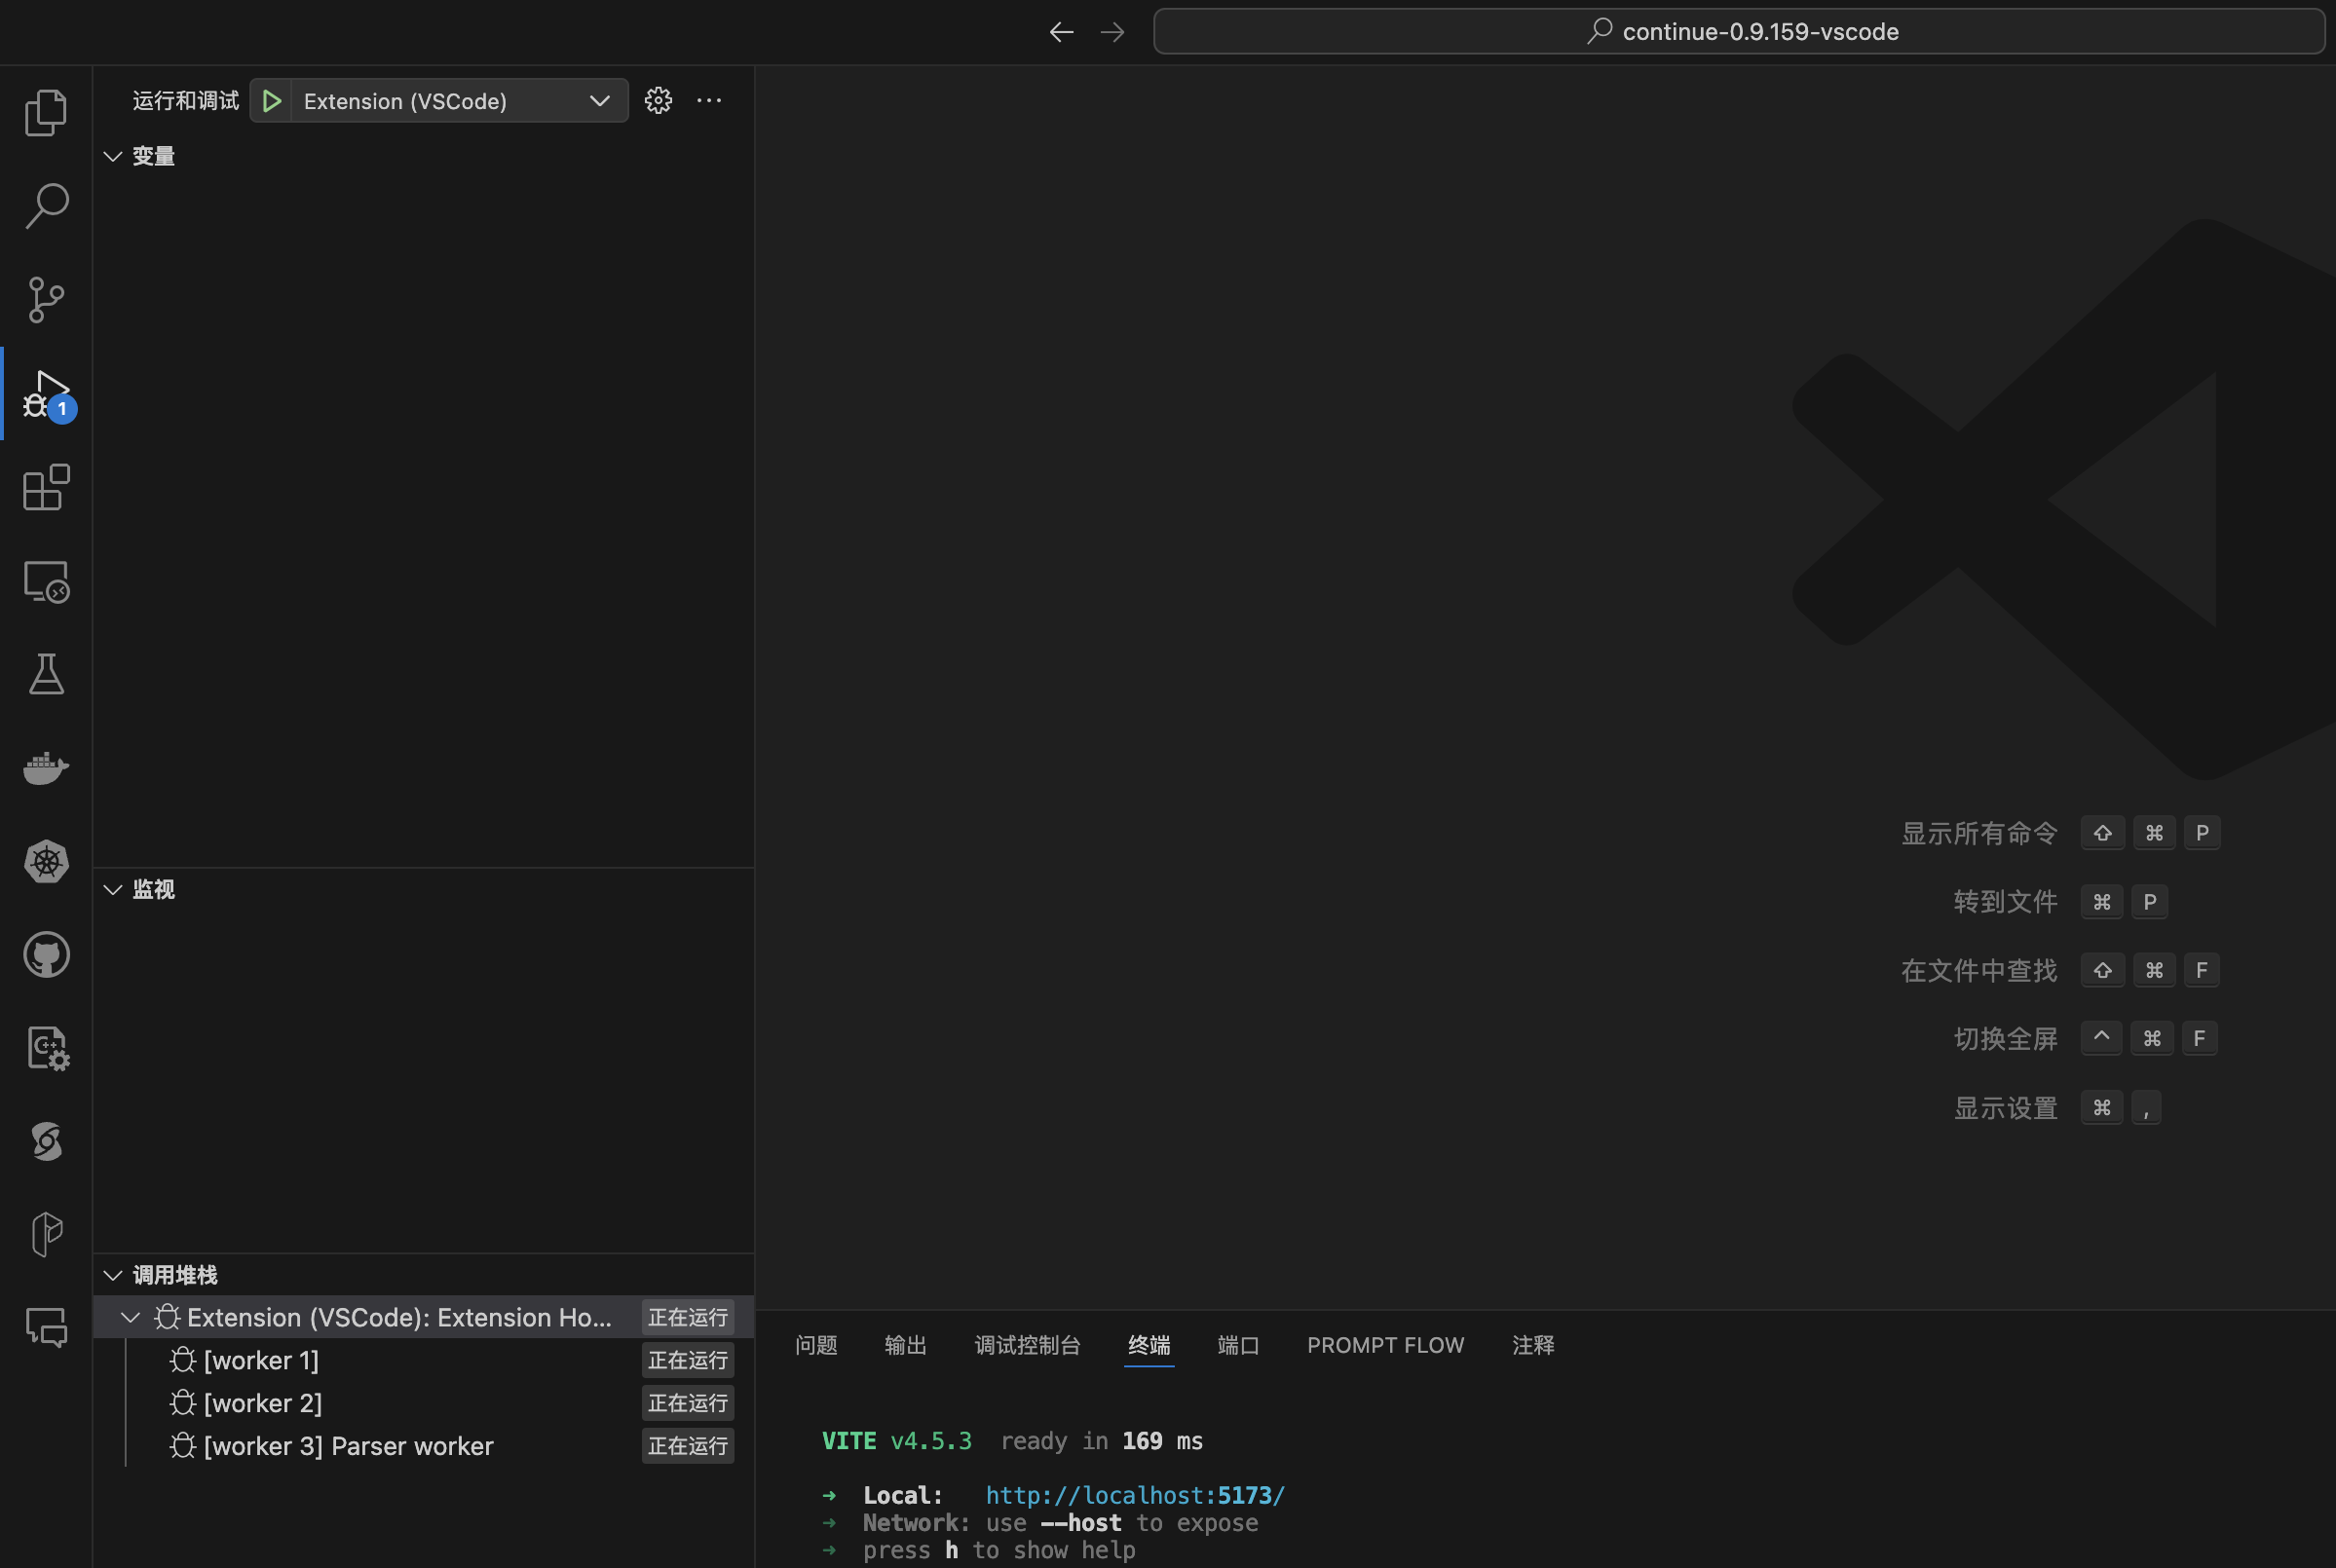 continue-0.9.159-vscode
运行和调试 Extension (VSCode)
变量
1
监视
调用堆栈
Extension (VSCode): Extension Ho... 正在运行
[worker 1] 正在运行
[worker 2] 正在运行
[worker 3] Parser worker 正在运行
显示所有命令 ⇧ ⌘ P
转到文件 ⌘ P
在文件中查找 ⇧ ⌘ F
切换全屏 ^ ⌘ F
显示设置 ⌘ ,
问题 输出 调试控制台 终端 端口 PROMPT FLOW 注释
VITE v4.5.3 ready in 169 ms
➜ Local: http://localhost:5173/
➜ Network: use --host to expose
➜ press h to show help
C++